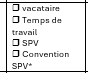 ❒ vacataire
❒ Temps de
travail
❒ SPV
❒ Convention
SPV*